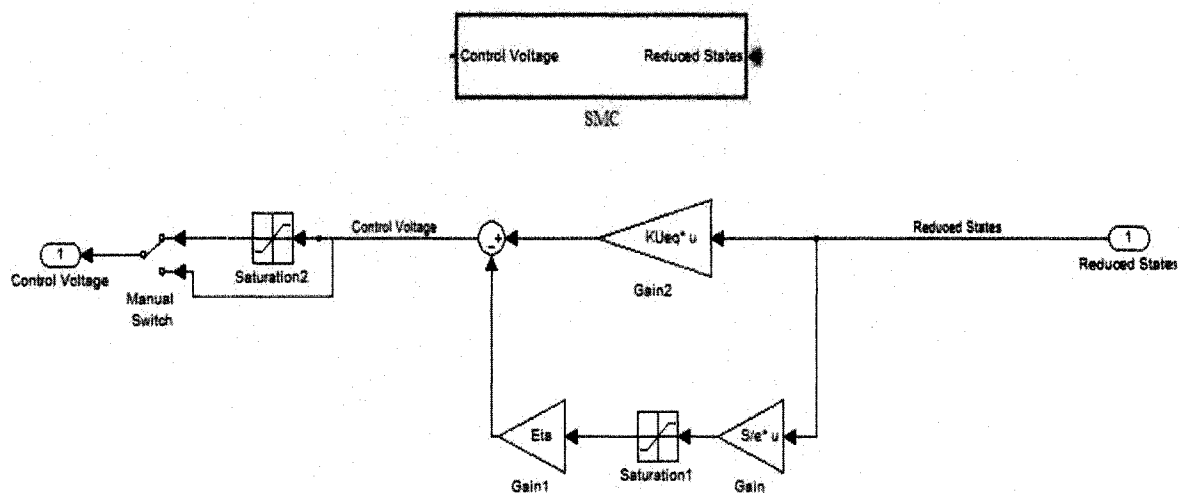 Control Voltage Reduced States
SMC
Control Voltage
Reduced States
1
Control Voltage
Manual
Switch
Saturation2
-
+
KUeq* u
Gain2
1
Reduced States
Eta
Gain1
Saturation1
S/e* u
Gain